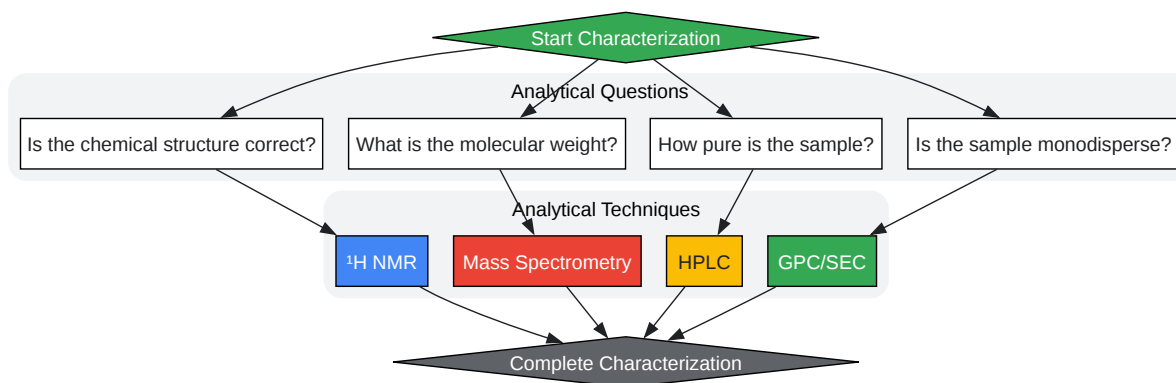 Start Characterization
Analytical Questions
Is the chemical structure correct?
What is the molecular weight?
How pure is the sample?
Is the sample monodisperse?
Analytical Techniques
¹H NMR
Mass Spectrometry
HPLC
GPC/SEC
Complete Characterization